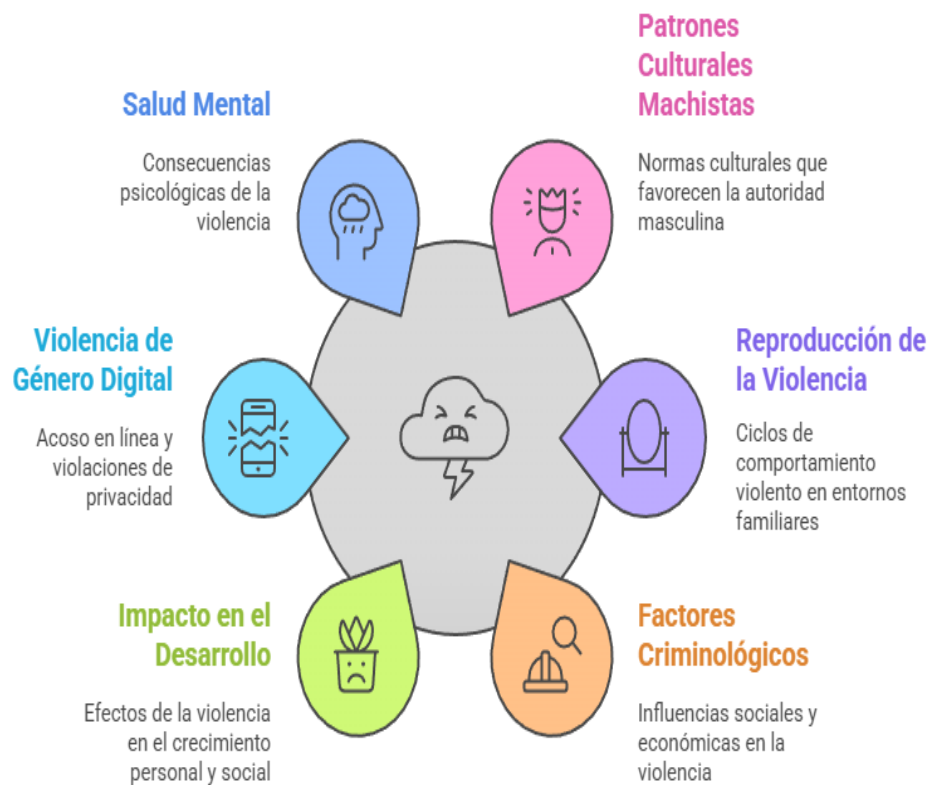 Patrones
Culturales
Machistas
Normas culturales que
favorecen la autoridad
masculina
Salud Mental
Consecuencias
psicológicas de la
violencia
Reproducción de
la Violencia
Ciclos de
comportamiento
violento en entornos
familiares
Violencia de
Género Digital
Acoso en línea y
violaciones de
privacidad
Factores
Criminológicos
Influencias sociales y
económicas en la
violencia
Impacto en el
Desarrollo
Efectos de la violencia
en el crecimiento
personal y social